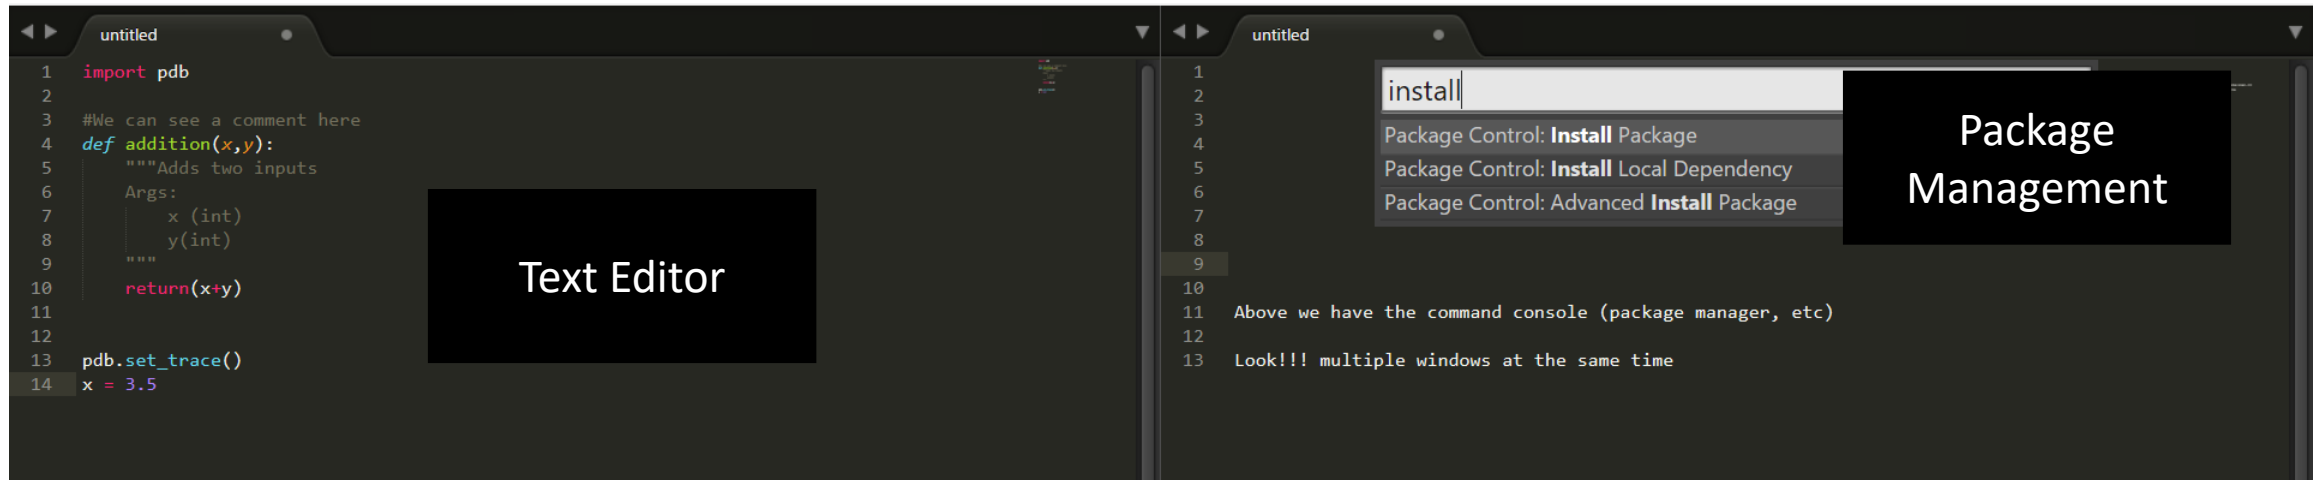 untitled
1 import pdb
2
3 #We can see a comment here
4 def addition(x,y):
5 """Adds two inputs
6 Args:
7 x (int)
8 y(int)
9 """
10 return(x+y)
11
12
13 pdb.set_trace()
14 x = 3.5
Text Editor
untitled
install
Package Control: Install Package
Package Control: Install Local Dependency
Package Control: Advanced Install Package
Package
Management
1
2
3
4
5
6
7
8
9
10
11 Above we have the command console (package manager, etc)
12
13 Look!!! multiple windows at the same time